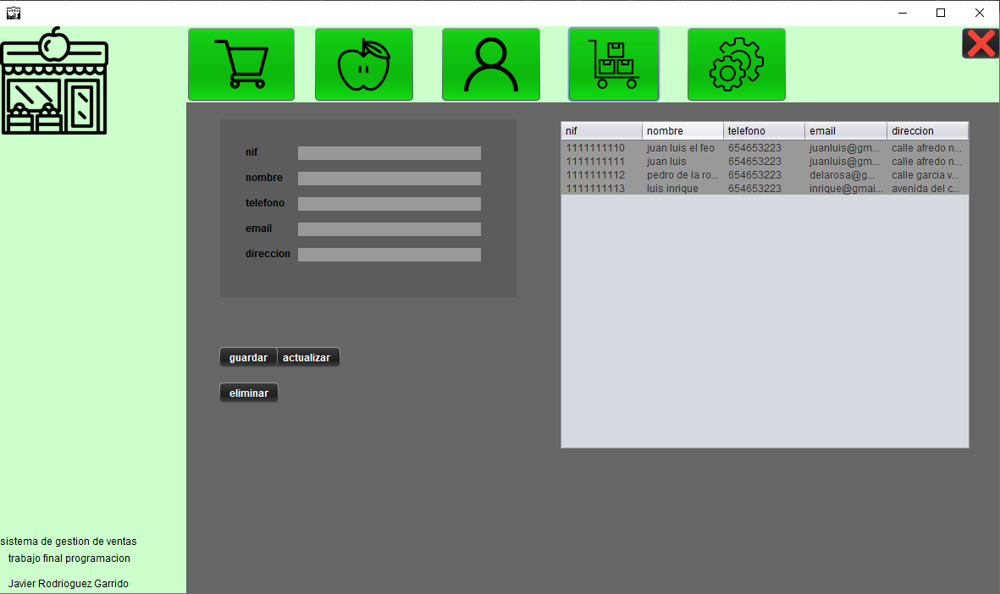 nif
nombre
telefono
email
direccion
guardar actualizar
eliminar
nif nombre telefono email direccion
1111111110 juan luis el feo 654653223 juanluis@gm... calle afredo n...
1111111111 juan luis 654653223 juanluis@gm... calle afredo n...
1111111112 pedro de la ro... 654653223 delarosa@g... calle garcia v...
1111111113 luis inrique 654653223 inrique@gmai... avenida del c...
sistema de gestion de ventas
trabajo final programacion
Javier Rodrioguez Garrido